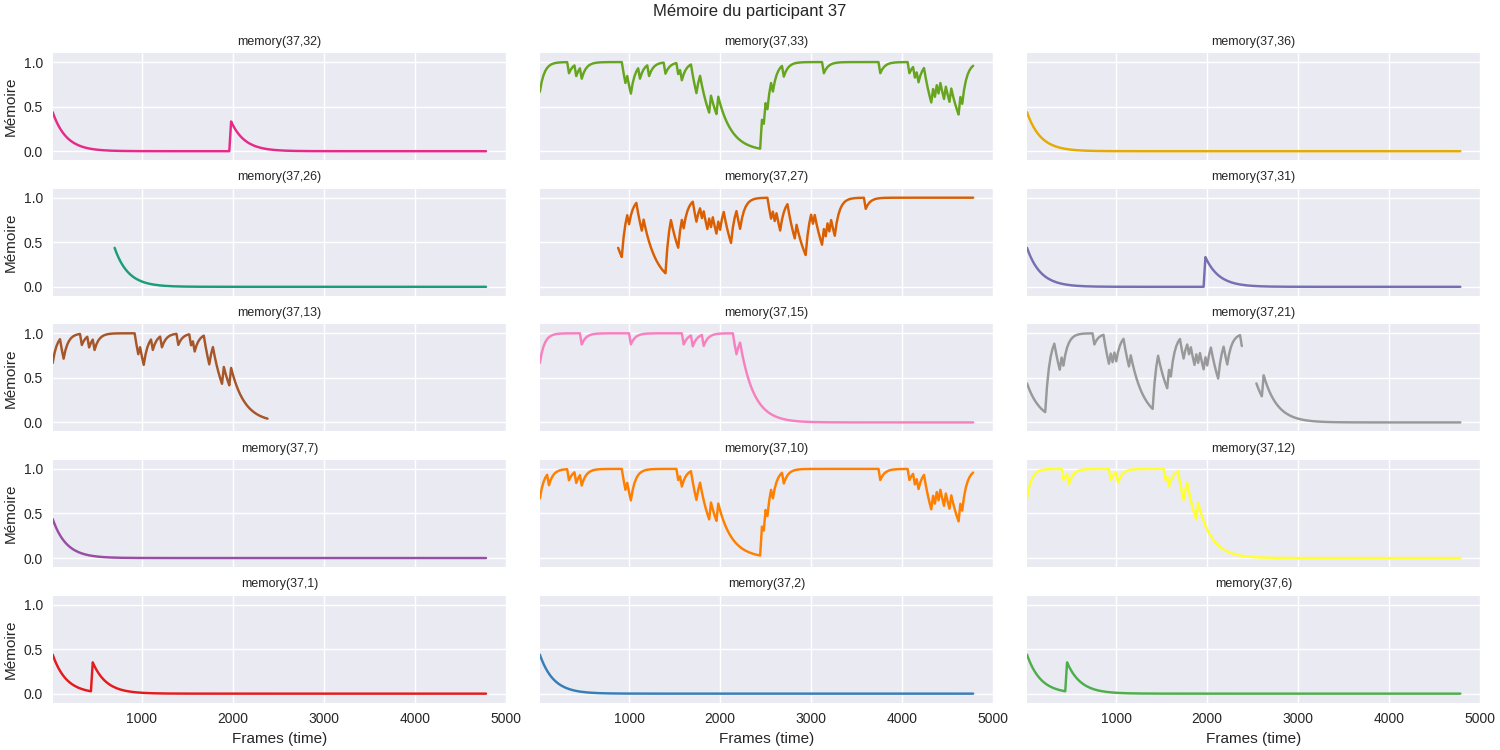 Mémoire du participant 37
memory(37,32) memory(37,33) memory(37,36)
Mémoire
1.0
0.5
0.0
memory(37,26) memory(37,27) memory(37,31)
Mémoire
1.0
0.5
0.0
memory(37,13) memory(37,15) memory(37,21)
Mémoire
1.0
0.5
0.0
memory(37,7) memory(37,10) memory(37,12)
Mémoire
1.0
0.5
0.0
memory(37,1) memory(37,2) memory(37,6)
Mémoire
1.0
0.5
0.0
1000 2000 3000 4000 5000 1000 2000 3000 4000 5000 1000 2000 3000 4000 5000
Frames (time) Frames (time) Frames (time)